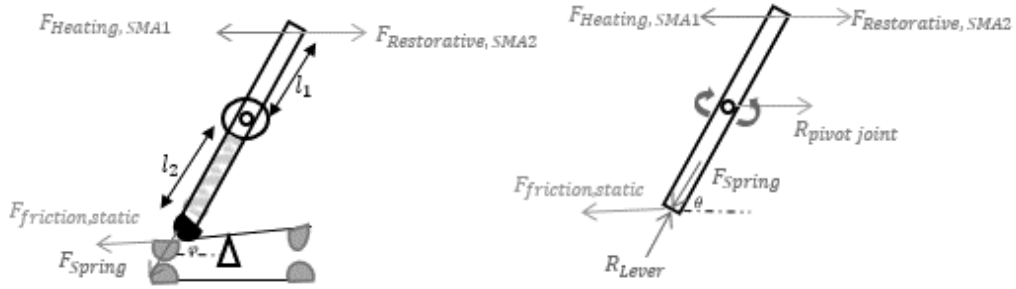 F_Heating, SMA1
F_Restorative, SMA2
l_1
l_2
F_friction,static
F_Spring
φ
F_Heating, SMA1
F_Restorative, SMA2
R_pivot joint
F_Spring
F_friction,static
θ
R_Lever